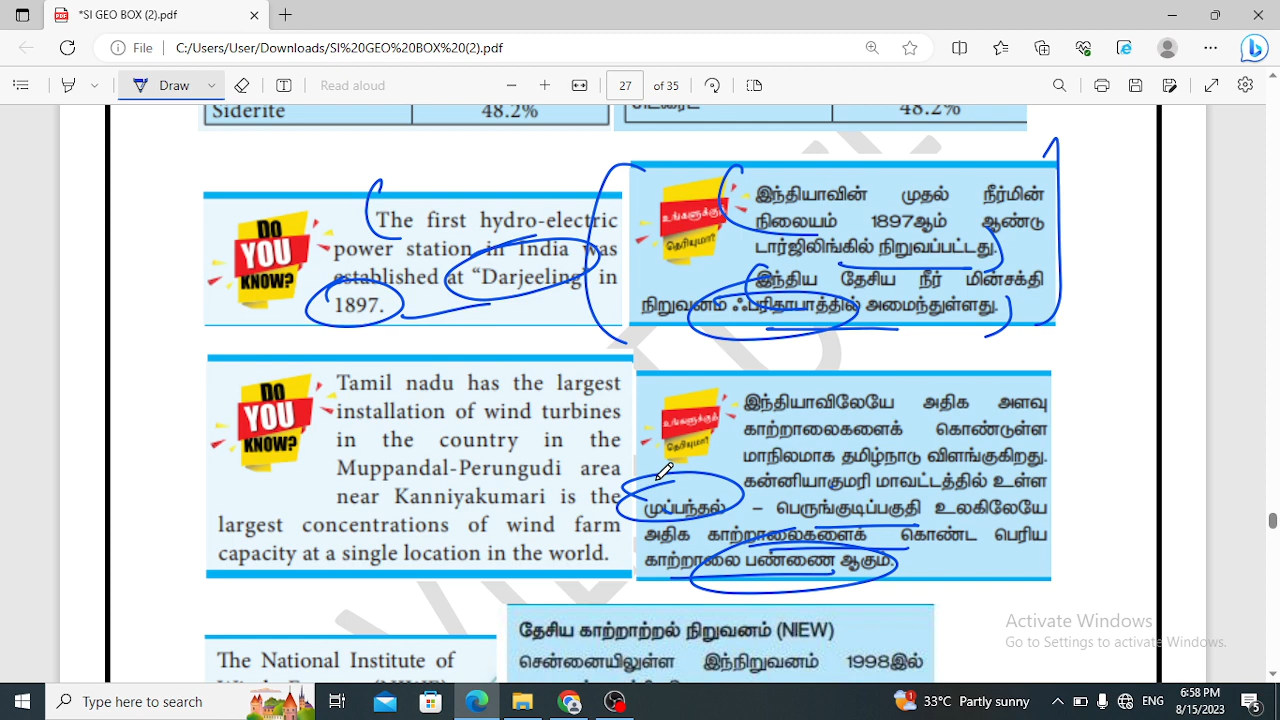 *SI GEO BOX (2).pdf
File C:/Users/User/Downloads/SI%20GEO%20BOX%20(2).pdf
Draw
Read aloud
27 of 35
Siderite 48.2%
48.2%
DO YOU KNOW?
The first hydro-electric
power station in India was
established at “Darjeeling” in
1897.
உங்களுக்குத்
தெரியுமா?
இந்தியாவின் முதல் நீர்மின்
நிலையம் 1897ஆம் ஆண்டு
டார்ஜிலிங்கில் நிறுவப்பட்டது.
இந்திய தேசிய நீர் மின்சக்தி
நிறுவனம் ஃபரிதாபாத்தில் அமைந்துள்ளது.
DO YOU KNOW?
Tamil nadu has the largest
installation of wind turbines
in the country in the
Muppandal-Perungudi area
near Kanniyakumari is the
largest concentrations of wind farm
capacity at a single location in the world.
உங்களுக்குத்
தெரியுமா?
இந்தியாவிலேயே அதிக அளவு
காற்றாலைகளைக் கொண்டுள்ள
மாநிலமாக தமிழ்நாடு விளங்குகிறது.
கன்னியாகுமரி மாவட்டத்தில் உள்ள
முப்பந்தல் – பெருங்குடிப்பகுதி உலகிலேயே
அதிக காற்றாலைகளைக் கொண்ட பெரிய
காற்றாலை பண்ணை ஆகும்.
The National Institute of
தேசிய காற்றாற்றல் நிறுவனம் (NIEW)
சென்னையிலுள்ள இந்நிறுவனம் 1998இல்
Activate Windows
Go to Settings to activate Windows.
Type here to search
33°C Partly sunny
ENG
6:58 PM
8/15/2023
5